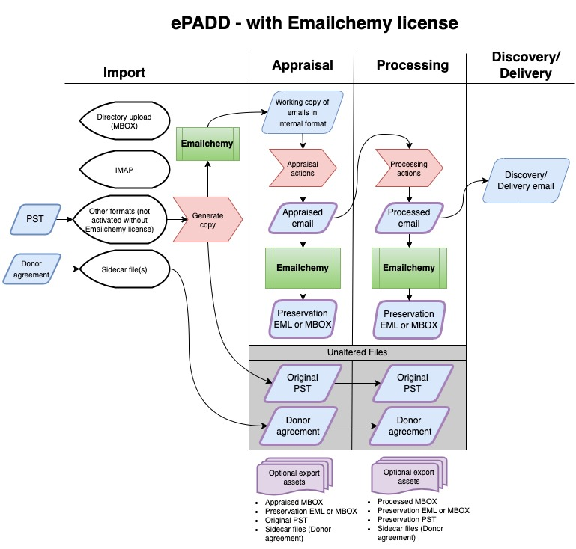 ePADD - with Emailchemy license
Import
Appraisal
Processing
Discovery/
Delivery
Directory upload
(MBOX)
IMAP
Other formats (not
activated without
Emailchemy license)
Sidecar file(s)
PST
Donor
agreement
Emailchemy
Generate
copy
Working copy of
emails in
internal format
Appraisal
actions
Appraised
email
Emailchemy
Preservation
EML or MBOX
Processing
actions
Processed
email
Emailchemy
Preservation
EML or MBOX
Discovery/
Delivery email
Unaltered Files
Original
PST
Original
PST
Donor
agreement
Donor
agreement
Optional export
assets
• Appraised MBOX
• Preservation EML or MBOX
• Original PST
• Sidecar files (Donor
agreement)
Optional export
assets
• Processed MBOX
• Preservation EML or MBOX
• Preservation PST
• Sidecar files (Donor
agreement)